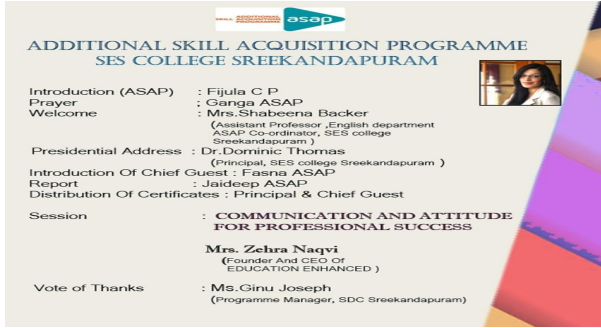 SKILL ADDITIONAL ACQUISITION PROGRAMME asap
ADDITIONAL SKILL ACQUISITION PROGRAMME
SES COLLEGE SREEKANDAPURAM
Introduction (ASAP) : Fijula C P
Prayer : Ganga ASAP
Welcome : Mrs.Shabeena Backer
(Assistant Professor ,English department
ASAP Co-ordinator, SES college
Sreekandapuram )
Presidential Address : Dr.Dominic Thomas
(Principal, SES college Sreekandapuram )
Introduction Of Chief Guest : Fasna ASAP
Report : Jaideep ASAP
Distribution Of Certificates : Principal & Chief Guest
Session : COMMUNICATION AND ATTITUDE
FOR PROFESSIONAL SUCCESS
Mrs. Zehra Naqvi
(Founder And CEO Of
EDUCATION ENHANCED )
Vote of Thanks : Ms.Ginu Joseph
(Programme Manager, SDC Sreekandapuram)